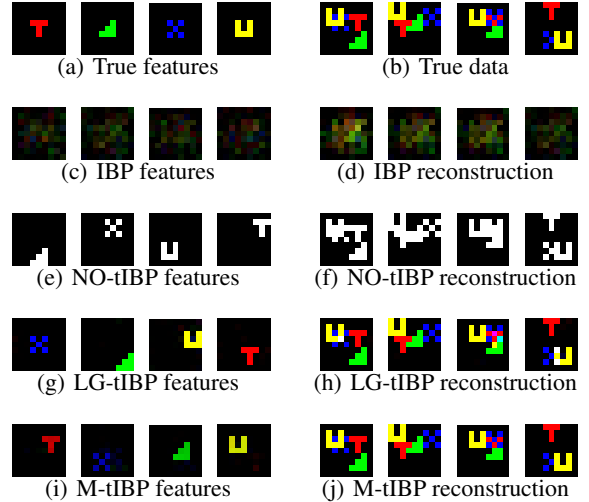 (a) True features
(b) True data
(c) IBP features
(d) IBP reconstruction
(e) NO-tIBP features
(f) NO-tIBP reconstruction
(g) LG-tIBP features
(h) LG-tIBP reconstruction
(i) M-tIBP features
(j) M-tIBP reconstruction